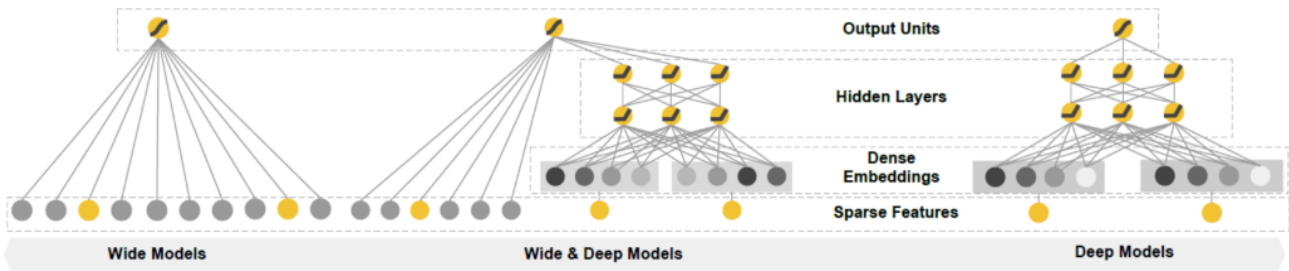 Output Units
Hidden Layers
Dense
Embeddings
Sparse Features
Wide Models
Wide & Deep Models
Deep Models